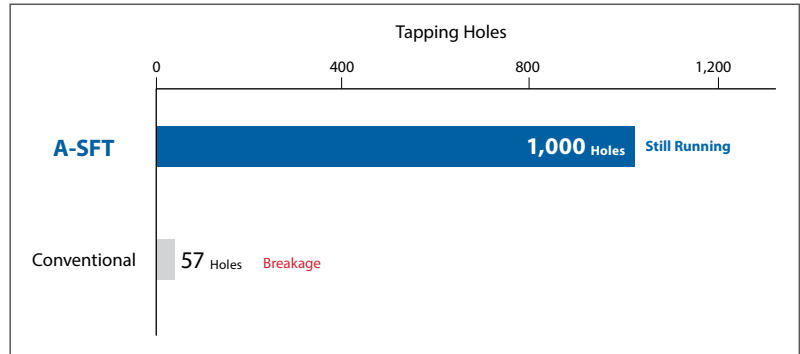 Tapping Holes
0 400 800 1,200
A-SFT 1,000 Holes Still Running
Conventional 57 Holes Breakage